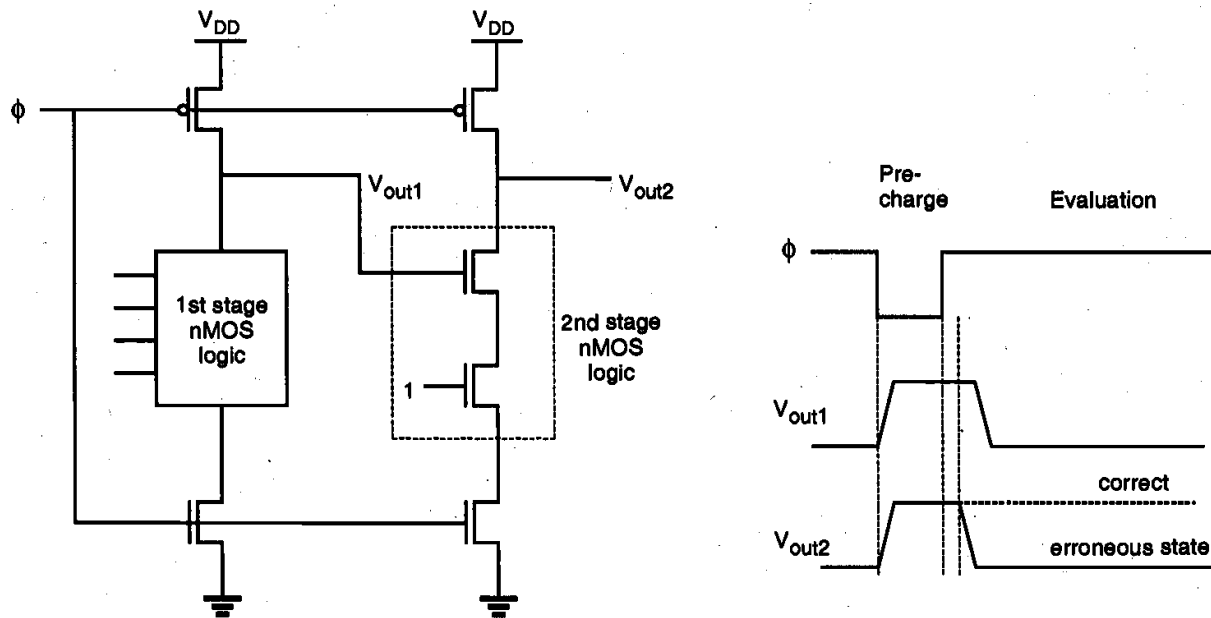 V_DD
V_DD
ϕ
V_out1
V_out2
1st stage
nMOS
logic
2nd stage
nMOS
logic
1
Pre-
charge
Evaluation
ϕ
V_out1
correct
V_out2
erroneous state